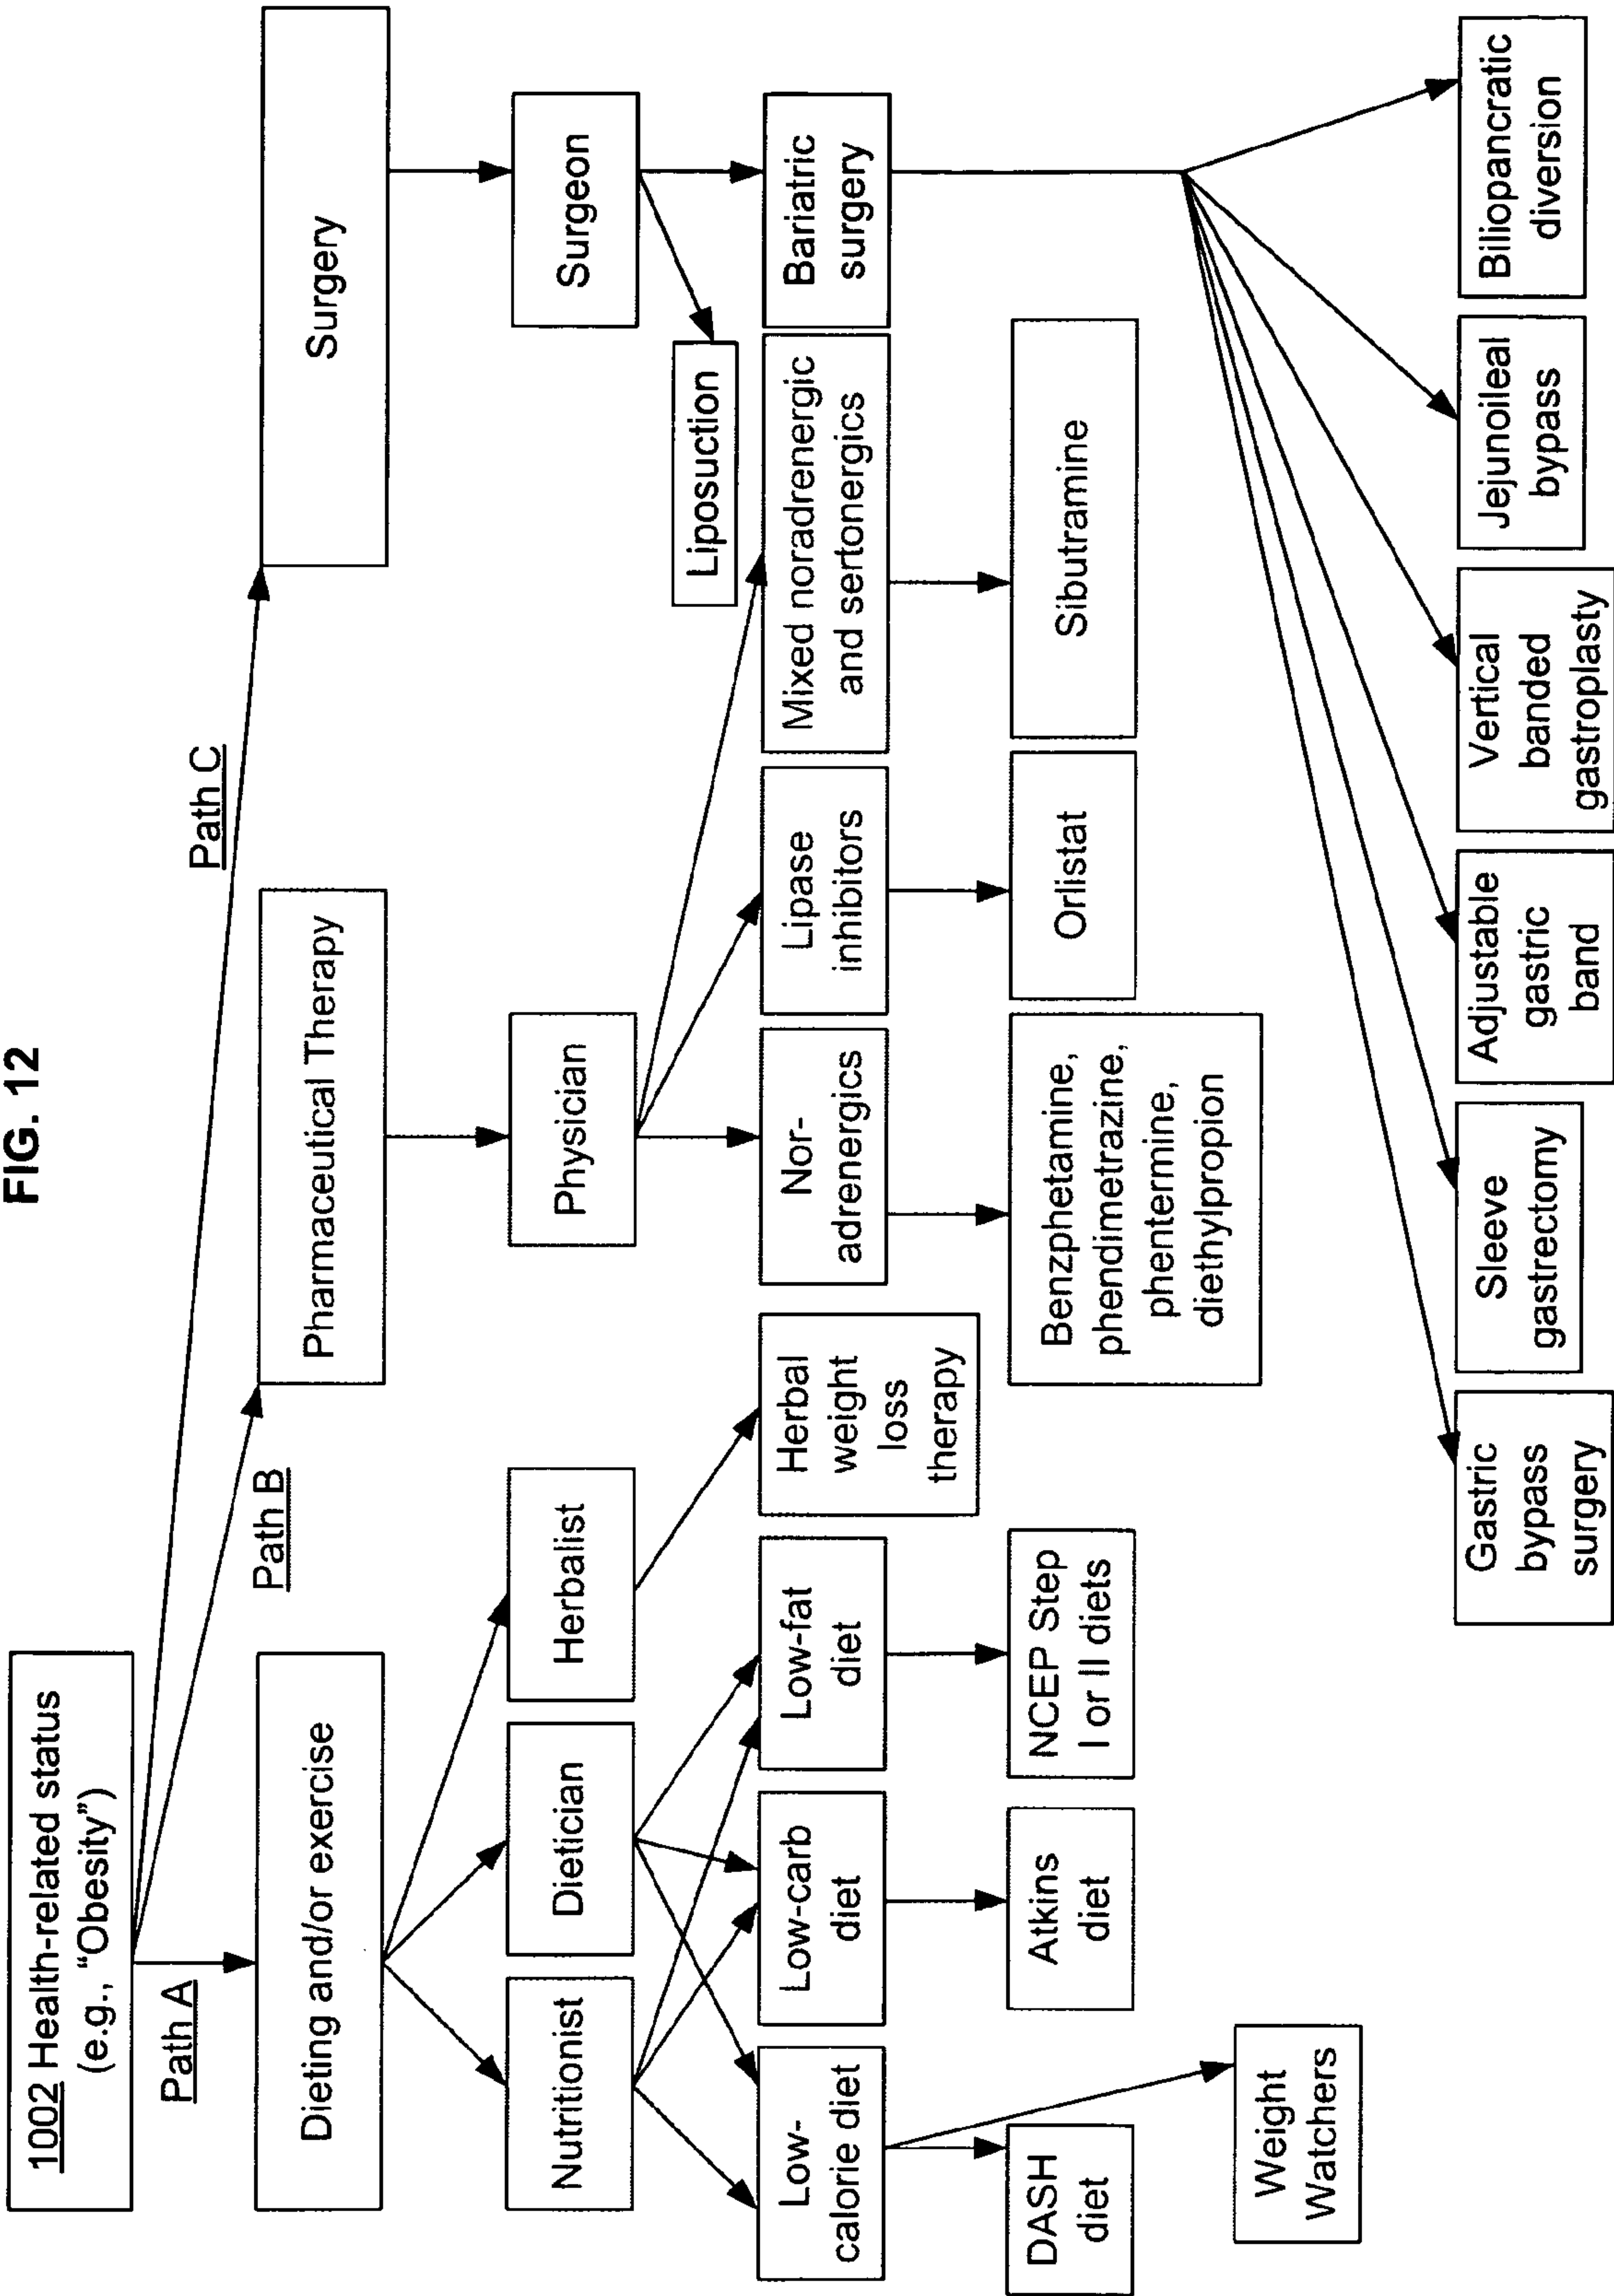 FIG. 12
1002 Health-related status
(e.g., “Obesity”)
Path A
Path B
Path C
Dieting and/or exercise
Pharmaceutical Therapy
Surgery
Nutritionist
Dietician
Herbalist
Physician
Surgeon
Liposuction
Low-
calorie diet
Low-carb
diet
Low-fat
diet
Herbal
weight
loss
therapy
Nor-
adrenergics
Lipase
inhibitors
Mixed noradrenergic
and sertonergics
Bariatric
surgery
DASH
diet
Atkins
diet
NCEP Step
I or II diets
Benzphetamine,
phendimetrazine,
phentermine,
diethylpropion
Orlistat
Sibutramine
Weight
Watchers
Gastric
bypass
surgery
Sleeve
gastrectomy
Adjustable
gastric
band
Vertical
banded
gastroplasty
Jejunoileal
bypass
Biliopancratic
diversion